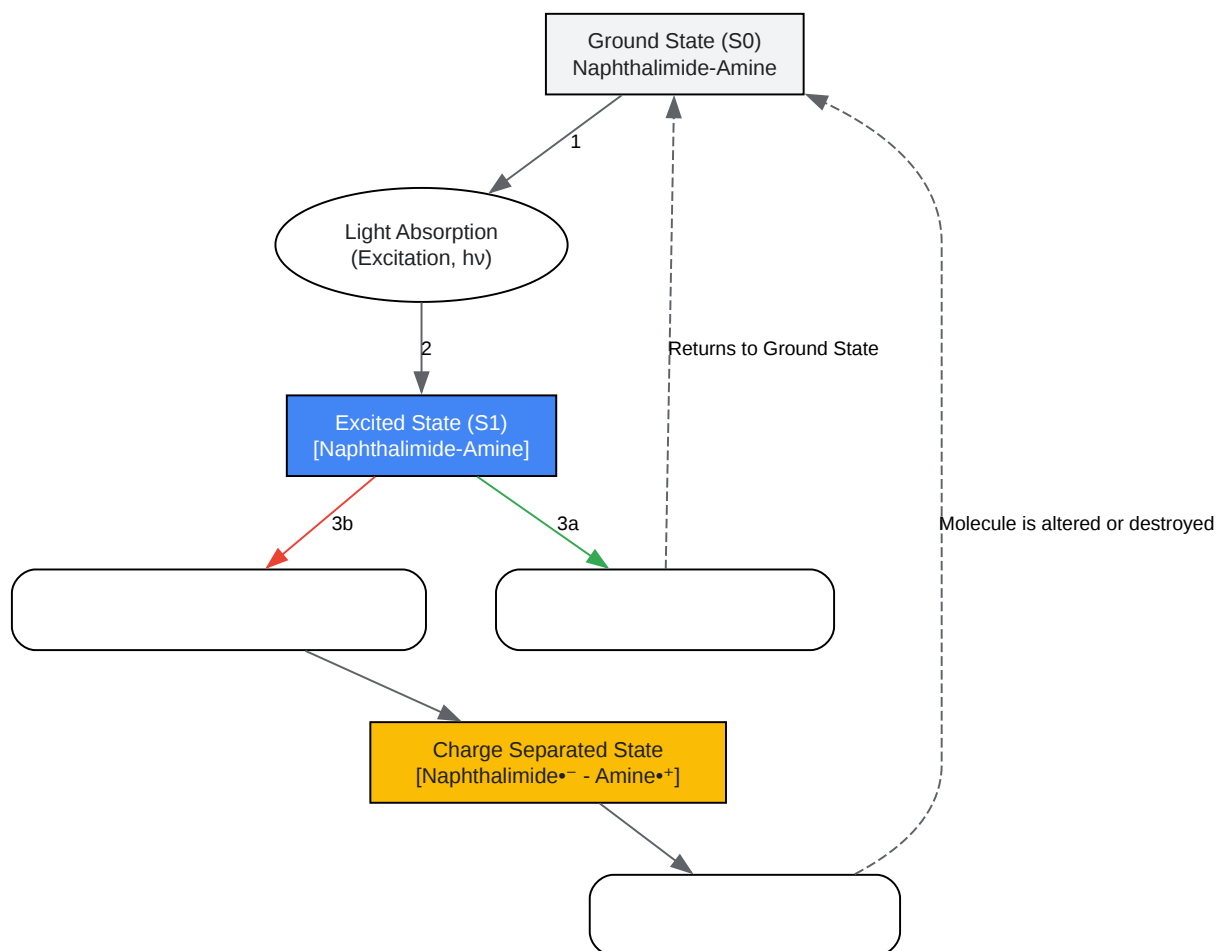 Ground State (S0)
Naphthalimide-Amine
1
Light Absorption
(Excitation, hν)
2
Returns to Ground State
Excited State (S1)
[Naphthalimide-Amine]
3b
3a
Molecule is altered or destroyed
Charge Separated State
[Naphthalimide•⁻ - Amine•⁺]